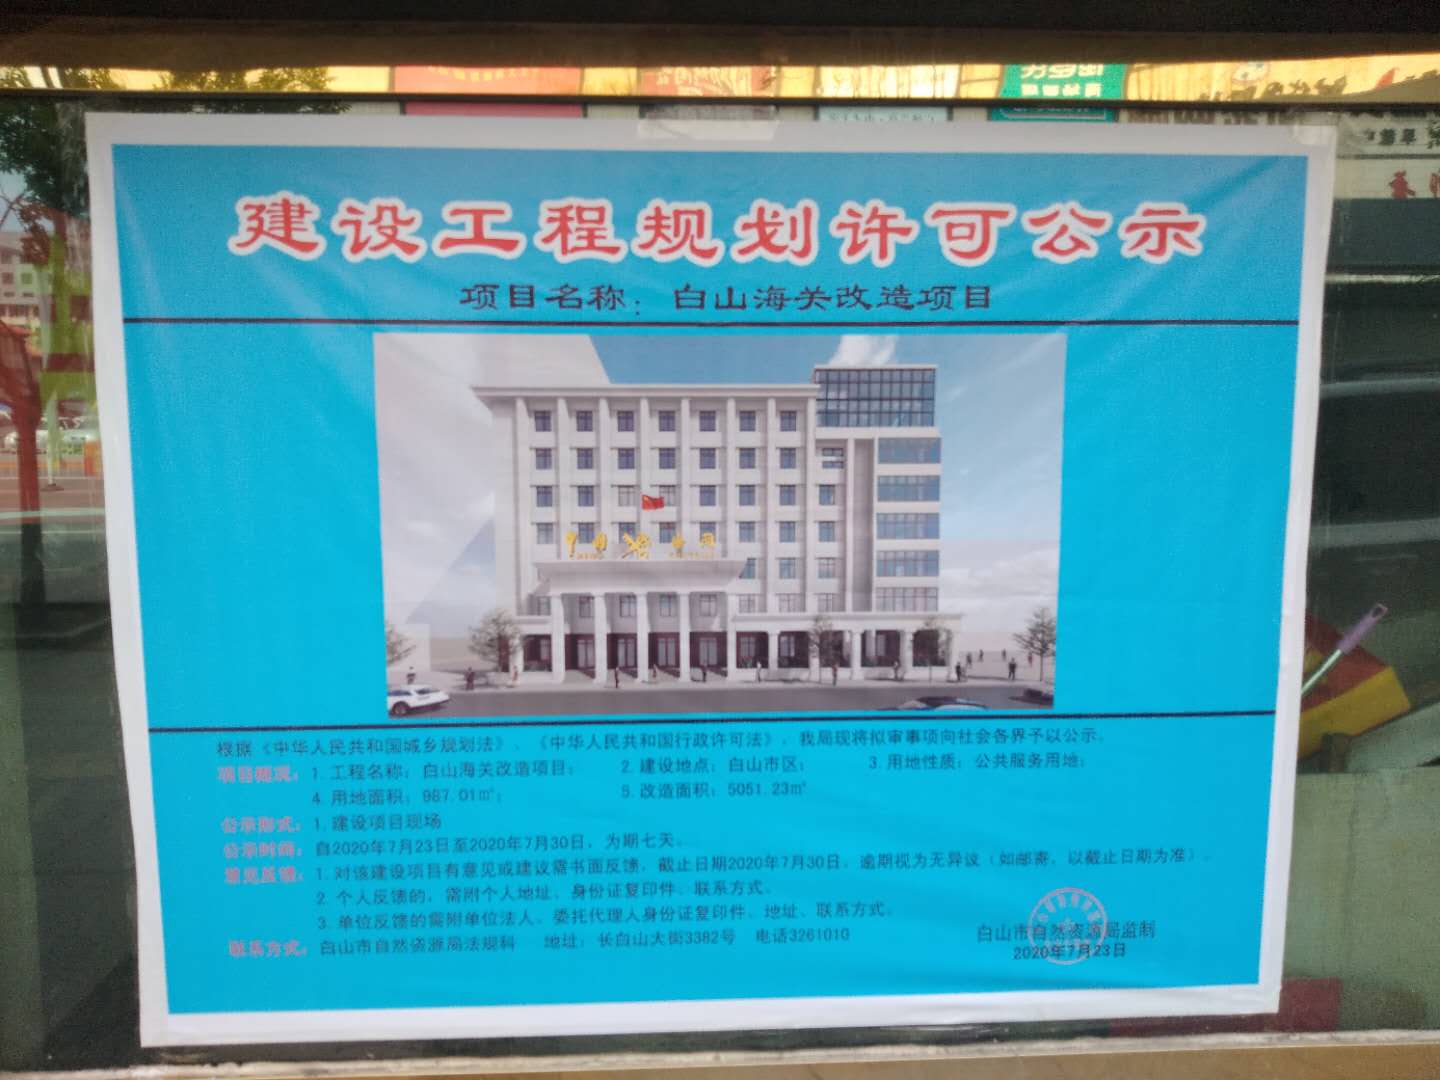 建设工程规划许可公示
项目名称：白山海关改造项目
根据《中华人民共和国城乡规划法》、《中华人民共和国行政许可法》，我局现将拟审事项向社会各界予以公示。
项目概况：1.工程名称：白山海关改造项目； 2.建设地点：白山市区； 3.用地性质：公共服务用地；
4.用地面积：987.01㎡； 5.改造面积：5051.23㎡
公示形式：1.建设项目现场
公示时间：自2020年7月23日至2020年7月30日，为期七天。
意见反馈：1.对该建设项目有意见或建议需书面反馈，截止日期2020年7月30日，逾期视为无异议（如邮寄，以截止日期为准）。
2.个人反馈的，需附个人地址、身份证复印件、联系方式。
3.单位反馈的需附单位法人、委托代理人身份证复印件、地址、联系方式。
联系方式：白山市自然资源局法规科 地址：长白山大街3382号 电话3261010
白山市自然资源局监制
2020年7月23日